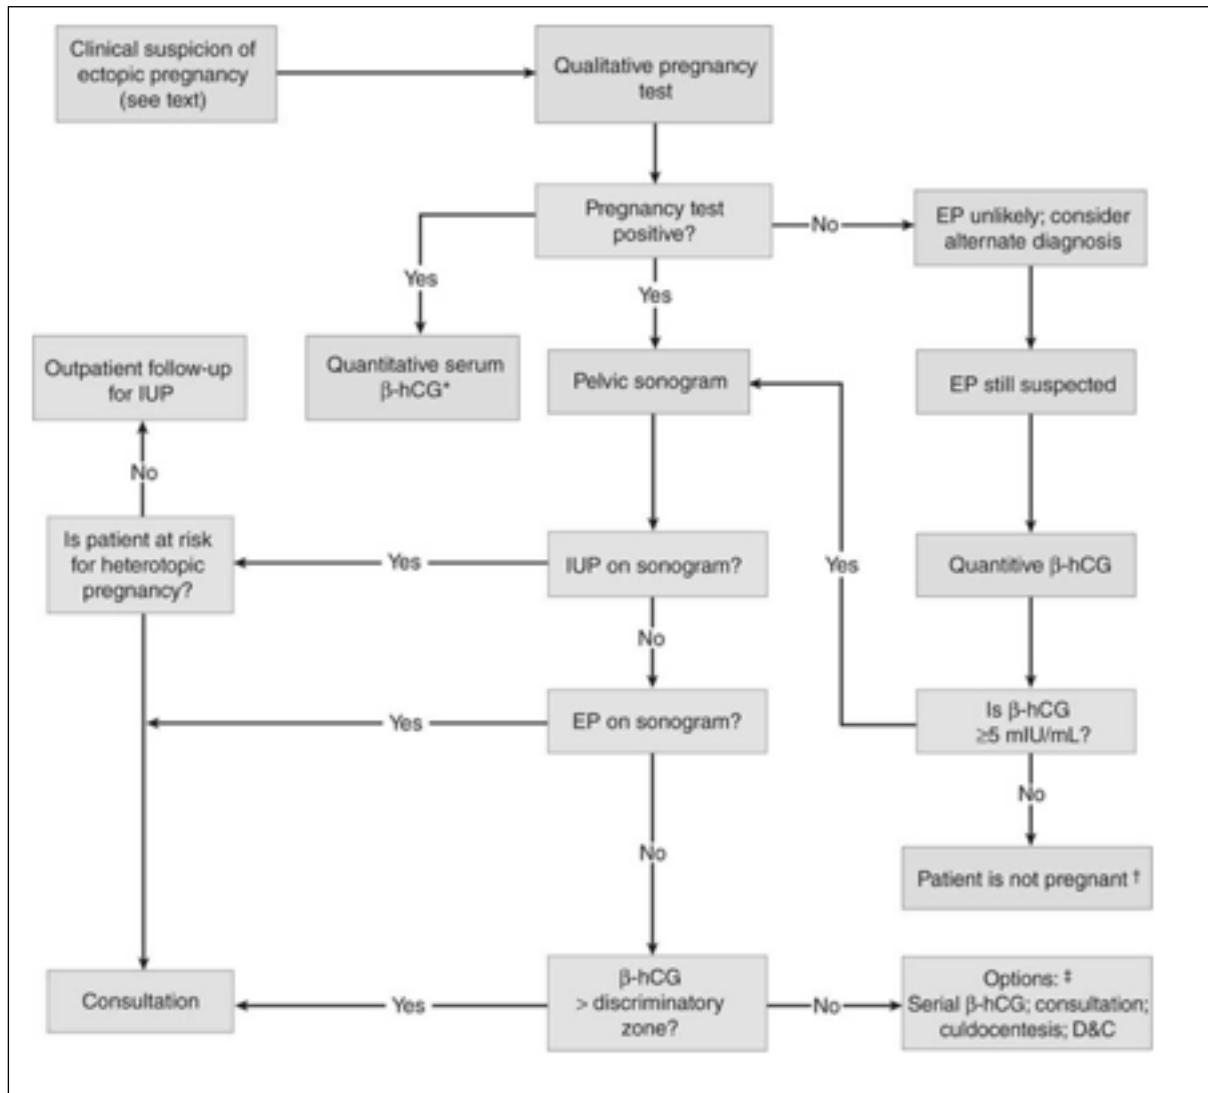 Clinical suspicion of
ectopic pregnancy
(see text)
Qualitative pregnancy
test
Pregnancy test
positive?
No
EP unlikely; consider
alternate diagnosis
Yes
Yes
Outpatient follow-up
for IUP
Quantitative serum
β-hCG*
Pelvic sonogram
EP still suspected
No
Is patient at risk
for heterotopic
pregnancy?
Yes
IUP on sonogram?
Yes
Quantitive β-hCG
No
Yes
EP on sonogram?
Is β-hCG
≥5 mIU/mL?
No
No
Patient is not pregnant †
Consultation
Yes
β-hCG
> discriminatory
zone?
No
Options: ‡
Serial β-hCG; consultation;
culdocentesis; D&C